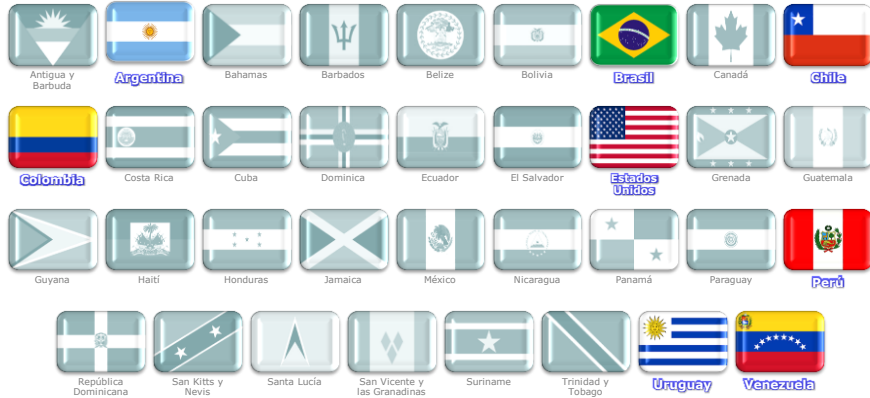 Antigua y
Barbuda
Argentina
Bahamas
Barbados
Belize
Bolivia
Brasil
Canadá
Chile
Colombia
Costa Rica
Cuba
Dominica
Ecuador
El Salvador
Estados
Unidos
Grenada
Guatemala
Guyana
Haití
Honduras
Jamaica
México
Nicaragua
Panamá
Paraguay
Perú
República
Dominicana
San Kitts y
Nevis
Santa Lucía
San Vicente y
las Granadinas
Suriname
Trinidad y
Tobago
Uruguay
Venezuela